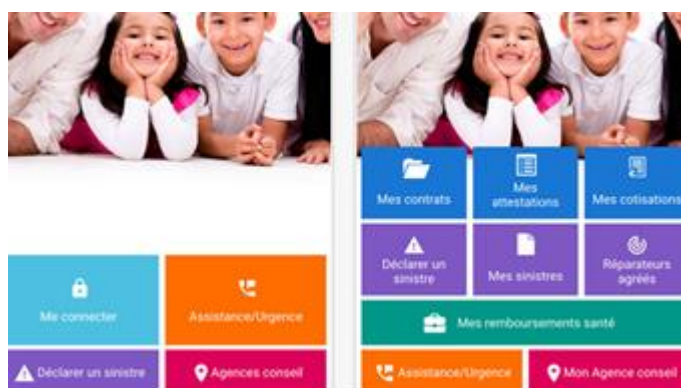 Me connecter
Assistance/Urgence
Déclarer un sinistre
Agences conseil
Mes contrats
Mes
attestations
Mes cotisations
Déclarer un
sinistre
Mes sinistres
Réparateurs
agréés
Mes remboursements santé
Assistance/Urgence
Mon Agence conseil